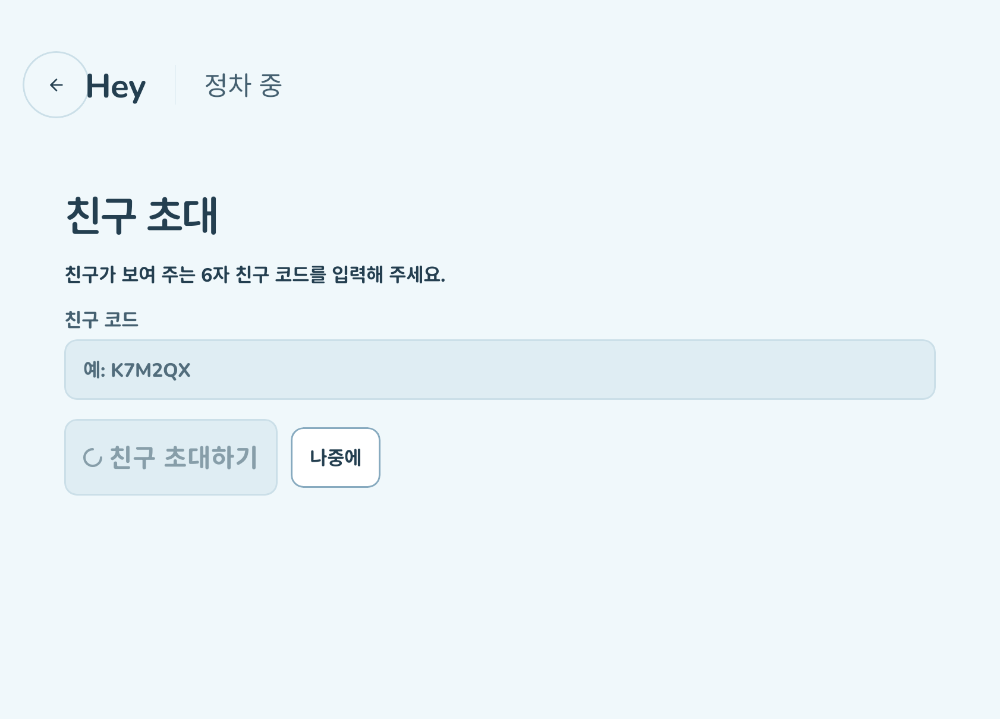 Hey
정차 중
친구 초대
친구가 보여 주는 6자 친구 코드를 입력해 주세요.
친구 코드
예: K7M2QX
친구 초대하기
나중에